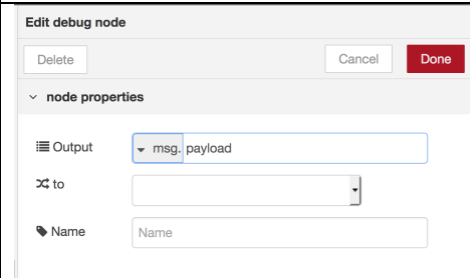 Edit debug node
Delete Cancel Done
node properties
Output msg. payload
to
Name Name